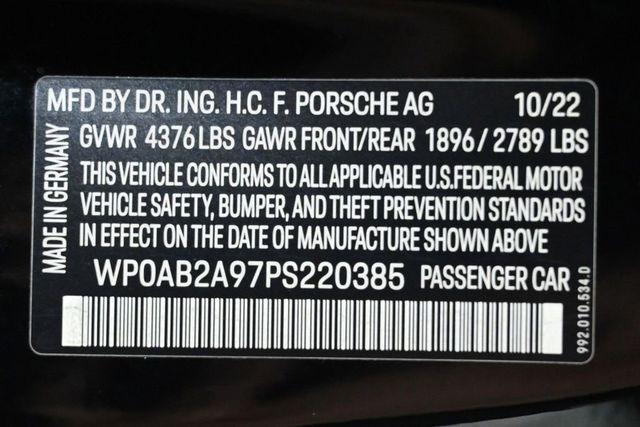 MFD BY DR. ING. H.C. F. PORSCHE AG 10/22
GVWR 4376 LBS GAWR FRONT/REAR 1896 / 2789 LBS
THIS VEHICLE CONFORMS TO ALL APPLICABLE U.S.FEDERAL MOTOR
VEHICLE SAFETY, BUMPER, AND THEFT PREVENTION STANDARDS
IN EFFECT ON THE DATE OF MANUFACTURE SHOWN ABOVE
WP0AB2A97PS220385 PASSENGER CAR
MADE IN GERMANY
992.010.534.0